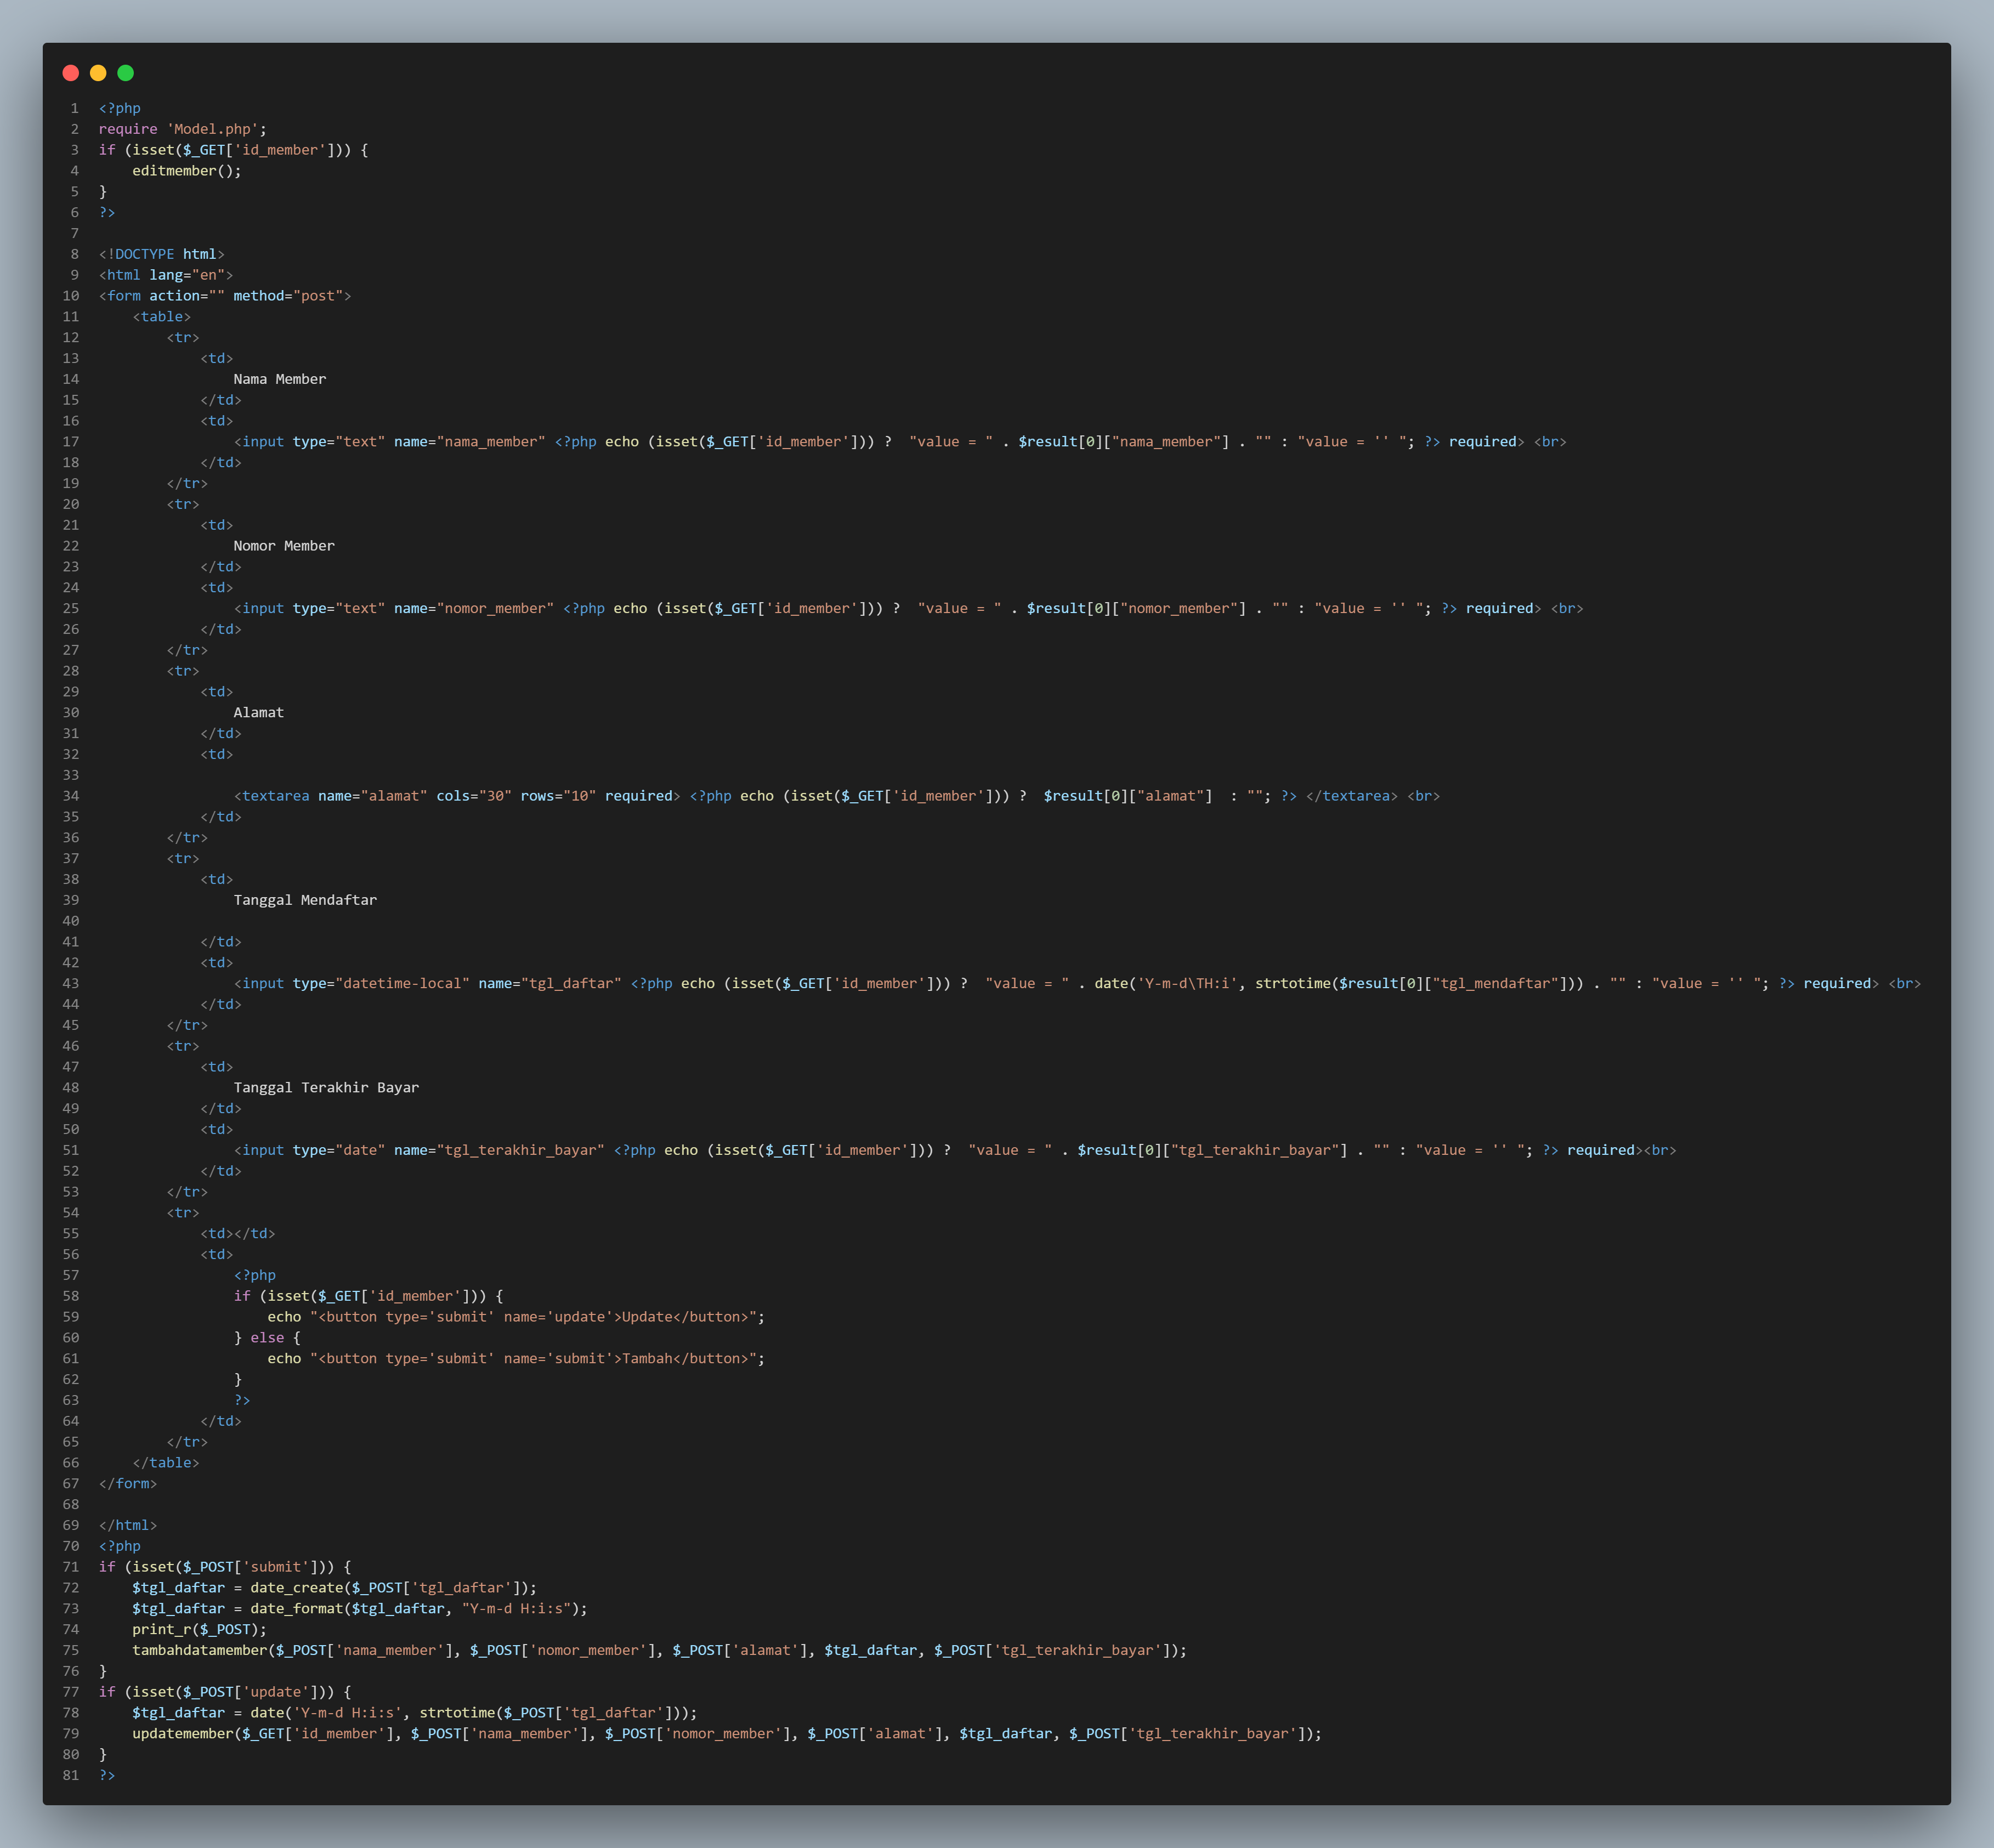 1 <?php
2 require 'Model.php';
3 if (isset($_GET['id_member'])) {
4     editmember();
5 }
6 ?>
7
8 <!DOCTYPE html>
9 <html lang="en">
10 <form action="" method="post">
11     <table>
12         <tr>
13             <td>
14                 Nama Member
15             </td>
16             <td>
17                 <input type="text" name="nama_member" <?php echo (isset($_GET['id_member'])) ?  "value = " . $result[0]["nama_member"] . "" : "value = '' "; ?> required> <br>
18             </td>
19         </tr>
20         <tr>
21             <td>
22                 Nomor Member
23             </td>
24             <td>
25                 <input type="text" name="nomor_member" <?php echo (isset($_GET['id_member'])) ?  "value = " . $result[0]["nomor_member"] . "" : "value = '' "; ?> required> <br>
26             </td>
27         </tr>
28         <tr>
29             <td>
30                 Alamat
31             </td>
32             <td>
33
34                 <textarea name="alamat" cols="30" rows="10" required> <?php echo (isset($_GET['id_member'])) ?  $result[0]["alamat"]  : ""; ?> </textarea> <br>
35             </td>
36         </tr>
37         <tr>
38             <td>
39                 Tanggal Mendaftar
40
41             </td>
42             <td>
43                 <input type="datetime-local" name="tgl_daftar" <?php echo (isset($_GET['id_member'])) ?  "value = " . date('Y-m-d\TH:i', strtotime($result[0]["tgl_mendaftar"])) . "" : "value = '' "; ?> required> <br>
44             </td>
45         </tr>
46         <tr>
47             <td>
48                 Tanggal Terakhir Bayar
49             </td>
50             <td>
51                 <input type="date" name="tgl_terakhir_bayar" <?php echo (isset($_GET['id_member'])) ?  "value = " . $result[0]["tgl_terakhir_bayar"] . "" : "value = '' "; ?> required><br>
52             </td>
53         </tr>
54         <tr>
55             <td></td>
56             <td>
57                 <?php
58                 if (isset($_GET['id_member'])) {
59                     echo "<button type='submit' name='update'>Update</button>";
60                 } else {
61                     echo "<button type='submit' name='submit'>Tambah</button>";
62                 }
63                 ?>
64             </td>
65         </tr>
66     </table>
67 </form>
68
69 </html>
70 <?php
71 if (isset($_POST['submit'])) {
72     $tgl_daftar = date_create($_POST['tgl_daftar']);
73     $tgl_daftar = date_format($tgl_daftar, "Y-m-d H:i:s");
74     print_r($_POST);
75     tambahdatamember($_POST['nama_member'], $_POST['nomor_member'], $_POST['alamat'], $tgl_daftar, $_POST['tgl_terakhir_bayar']);
76 }
77 if (isset($_POST['update'])) {
78     $tgl_daftar = date('Y-m-d H:i:s', strtotime($_POST['tgl_daftar']));
79     updatemember($_GET['id_member'], $_POST['nama_member'], $_POST['nomor_member'], $_POST['alamat'], $tgl_daftar, $_POST['tgl_terakhir_bayar']);
80 }
81 ?>